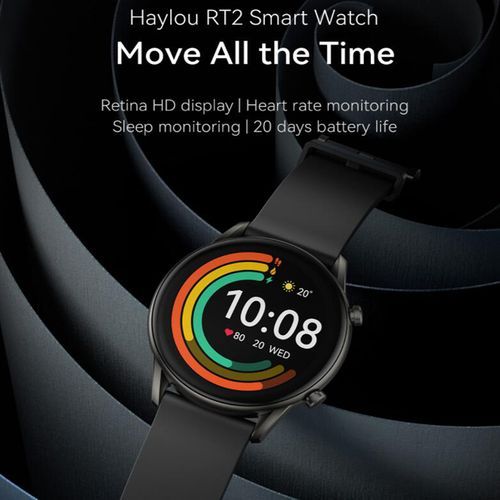 Haylou RT2 Smart Watch
Move All the Time
Retina HD display | Heart rate monitoring
Sleep monitoring | 20 days battery life
20°
10:08
80 20 WED